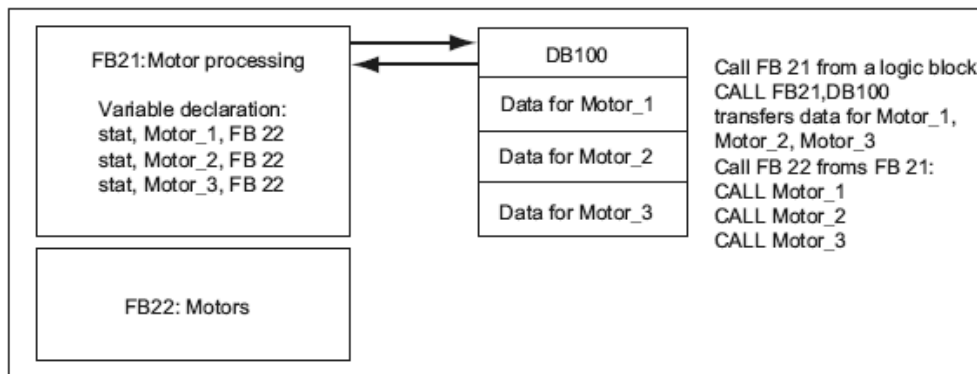 FB21:Motor processing
Variable declaration:
stat, Motor_1, FB 22
stat, Motor_2, FB 22
stat, Motor_3, FB 22
FB22: Motors
DB100
Data for Motor_1
Data for Motor_2
Data for Motor_3
Call FB 21 from a logic block
CALL FB21,DB100
transfers data for Motor_1,
Motor_2, Motor_3
Call FB 22 froms FB 21:
CALL Motor_1
CALL Motor_2
CALL Motor_3